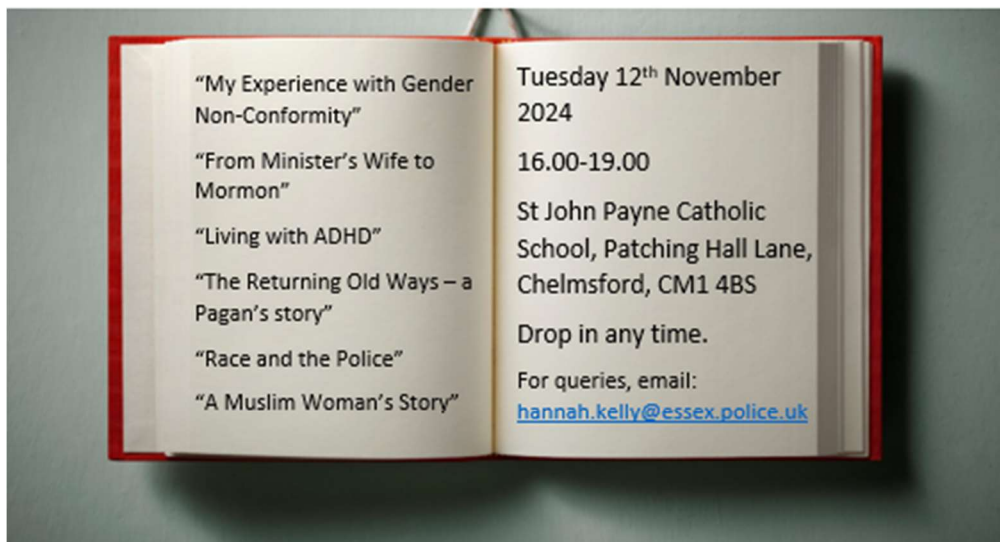 “My Experience with Gender
Non-Conformity”
“From Minister’s Wife to
Mormon”
“Living with ADHD”
“The Returning Old Ways – a
Pagan’s story”
“Race and the Police”
“A Muslim Woman’s Story”
Tuesday 12th November
2024
16.00-19.00
St John Payne Catholic
School, Patching Hall Lane,
Chelmsford, CM1 4BS
Drop in any time.
For queries, email:
hannah.kelly@essex.police.uk